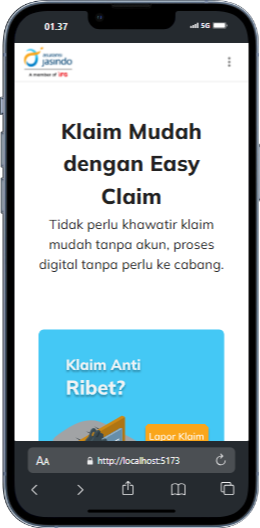 01.37
5G
asuransi
jasindo
A member of IFG
Klaim Mudah
dengan Easy
Claim
Tidak perlu khawatir klaim
mudah tanpa akun, proses
digital tanpa perlu ke cabang.
Klaim Anti
Ribet?
Lapor Klaim
AA
http://localhost:5173